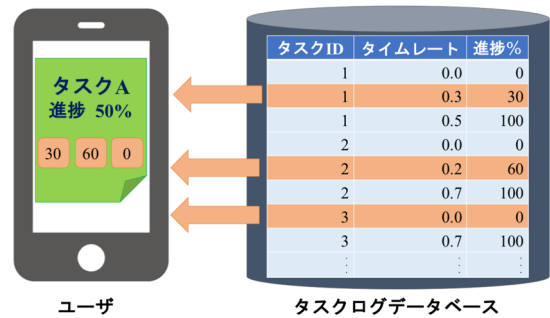 タスクA
進捗 50%
30 60 0
ユーザ
タスクID タイムレート 進捗%
1 0.0 0
1 0.3 30
1 0.5 100
2 0.0 0
2 0.2 60
2 0.7 100
3 0.0 0
3 0.7 100
⋮ ⋮ ⋮
タスクログデータベース